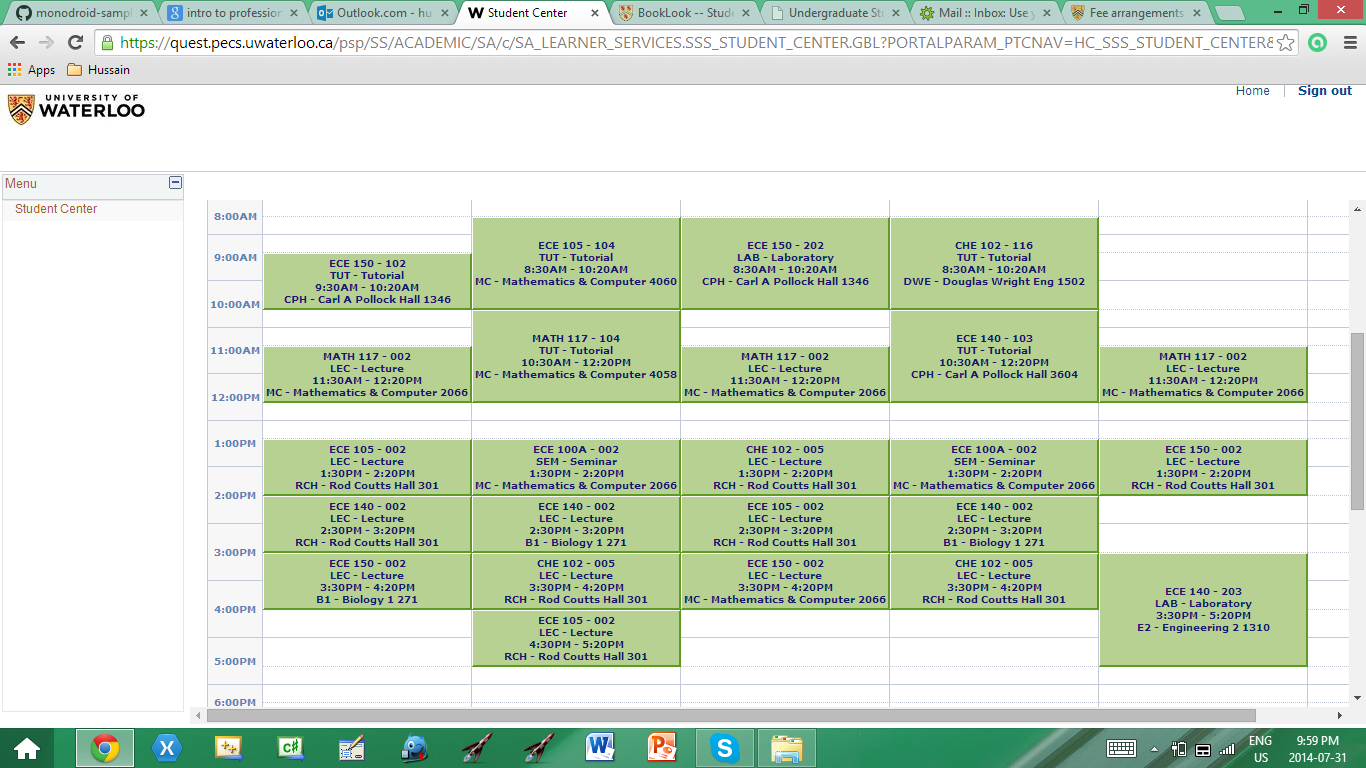 monodroid-samp
intro to profession
Outlook.com - hu
Student Center
BookLook -- Stude
Undergraduate Stu
Mail :: Inbox: Use y
Fee arrangements
https://quest.pecs.uwaterloo.ca/psp/SS/ACADEMIC/SA/c/SA_LEARNER_SERVICES.SSS_STUDENT_CENTER.GBL?PORTALPARAM_PTCNAV=HC_SSS_STUDENT_CENTER&
Apps
Hussain
UNIVERSITY OF
WATERLOO
Home
Sign out
Menu
Student Center
8:00AM
9:00AM
10:00AM
11:00AM
12:00PM
1:00PM
2:00PM
3:00PM
4:00PM
5:00PM
6:00PM
ECE 150 - 102
TUT - Tutorial
9:30AM - 10:20AM
CPH - Carl A Pollock Hall 1346
ECE 105 - 104
TUT - Tutorial
8:30AM - 10:20AM
MC - Mathematics & Computer 4060
ECE 150 - 202
LAB - Laboratory
8:30AM - 10:20AM
CPH - Carl A Pollock Hall 1346
CHE 102 - 116
TUT - Tutorial
8:30AM - 10:20AM
DWE - Douglas Wright Eng 1502
MATH 117 - 002
LEC - Lecture
11:30AM - 12:20PM
MC - Mathematics & Computer 2066
MATH 117 - 104
TUT - Tutorial
10:30AM - 12:20PM
MC - Mathematics & Computer 4058
MATH 117 - 002
LEC - Lecture
11:30AM - 12:20PM
MC - Mathematics & Computer 2066
ECE 140 - 103
TUT - Tutorial
10:30AM - 12:20PM
CPH - Carl A Pollock Hall 3604
MATH 117 - 002
LEC - Lecture
11:30AM - 12:20PM
MC - Mathematics & Computer 2066
ECE 105 - 002
LEC - Lecture
1:30PM - 2:20PM
RCH - Rod Coutts Hall 301
ECE 100A - 002
SEM - Seminar
1:30PM - 2:20PM
MC - Mathematics & Computer 2066
CHE 102 - 005
LEC - Lecture
1:30PM - 2:20PM
RCH - Rod Coutts Hall 301
ECE 100A - 002
SEM - Seminar
1:30PM - 2:20PM
MC - Mathematics & Computer 2066
ECE 150 - 002
LEC - Lecture
1:30PM - 2:20PM
RCH - Rod Coutts Hall 301
ECE 140 - 002
LEC - Lecture
2:30PM - 3:20PM
RCH - Rod Coutts Hall 301
ECE 140 - 002
LEC - Lecture
2:30PM - 3:20PM
B1 - Biology 1 271
ECE 105 - 002
LEC - Lecture
2:30PM - 3:20PM
RCH - Rod Coutts Hall 301
ECE 140 - 002
LEC - Lecture
2:30PM - 3:20PM
B1 - Biology 1 271
ECE 150 - 002
LEC - Lecture
3:30PM - 4:20PM
B1 - Biology 1 271
CHE 102 - 005
LEC - Lecture
3:30PM - 4:20PM
RCH - Rod Coutts Hall 301
ECE 150 - 002
LEC - Lecture
3:30PM - 4:20PM
MC - Mathematics & Computer 2066
CHE 102 - 005
LEC - Lecture
3:30PM - 4:20PM
RCH - Rod Coutts Hall 301
ECE 140 - 203
LAB - Laboratory
3:30PM - 5:20PM
E2 - Engineering 2 1310
ECE 105 - 002
LEC - Lecture
4:30PM - 5:20PM
RCH - Rod Coutts Hall 301
ENG
US
9:59 PM
2014-07-31